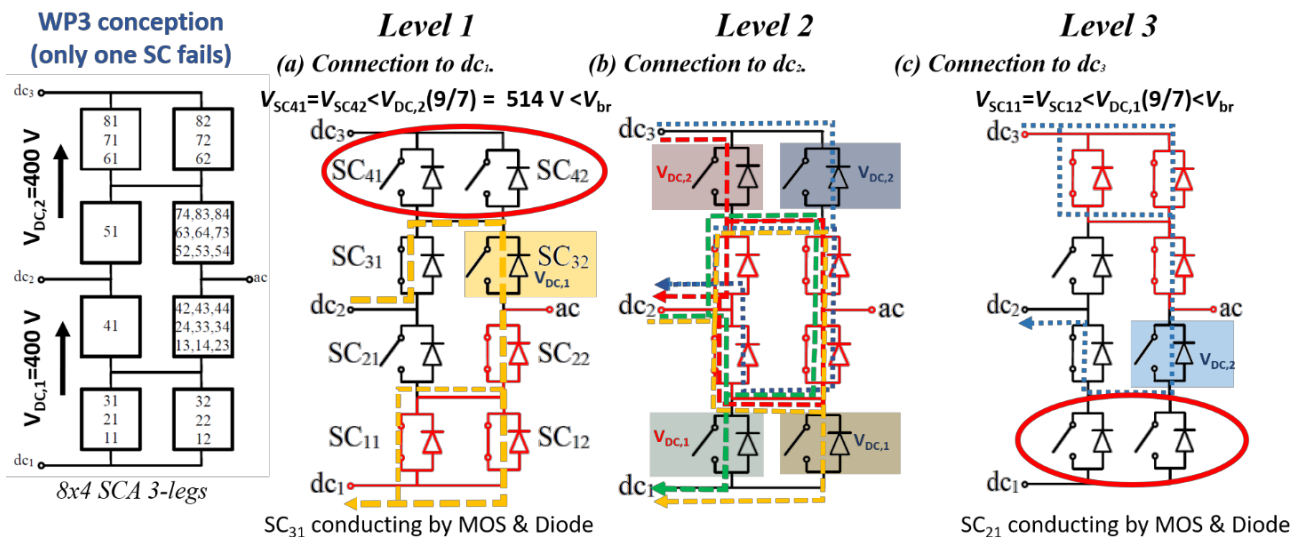 WP3 conception
(only one SC fails)
dc3
81
71
61
82
72
62
VDC,2=400 V
51
74,83,84
63,64,73
52,53,54
dc2
ac
41
42,43,44
24,33,34
13,14,23
VDC,1=400 V
31
21
11
32
22
12
dc1
8x4 SCA 3-legs
Level 1
(a) Connection to dc1.
VSC41=VSC42<VDC,2(9/7) = 514 V <Vbr
dc3
SC41
SC42
SC31
SC32
VDC,1
dc2
ac
SC21
SC22
SC11
SC12
dc1
SC31 conducting by MOS & Diode
Level 2
(b) Connection to dc2.
dc3
VDC,2
VDC,2
dc2
ac
VDC,1
VDC,1
dc1
Level 3
(c) Connection to dc3
VSC11=VSC12<VDC,1(9/7)<Vbr
dc3
dc2
ac
VDC,2
dc1
SC21 conducting by MOS & Diode